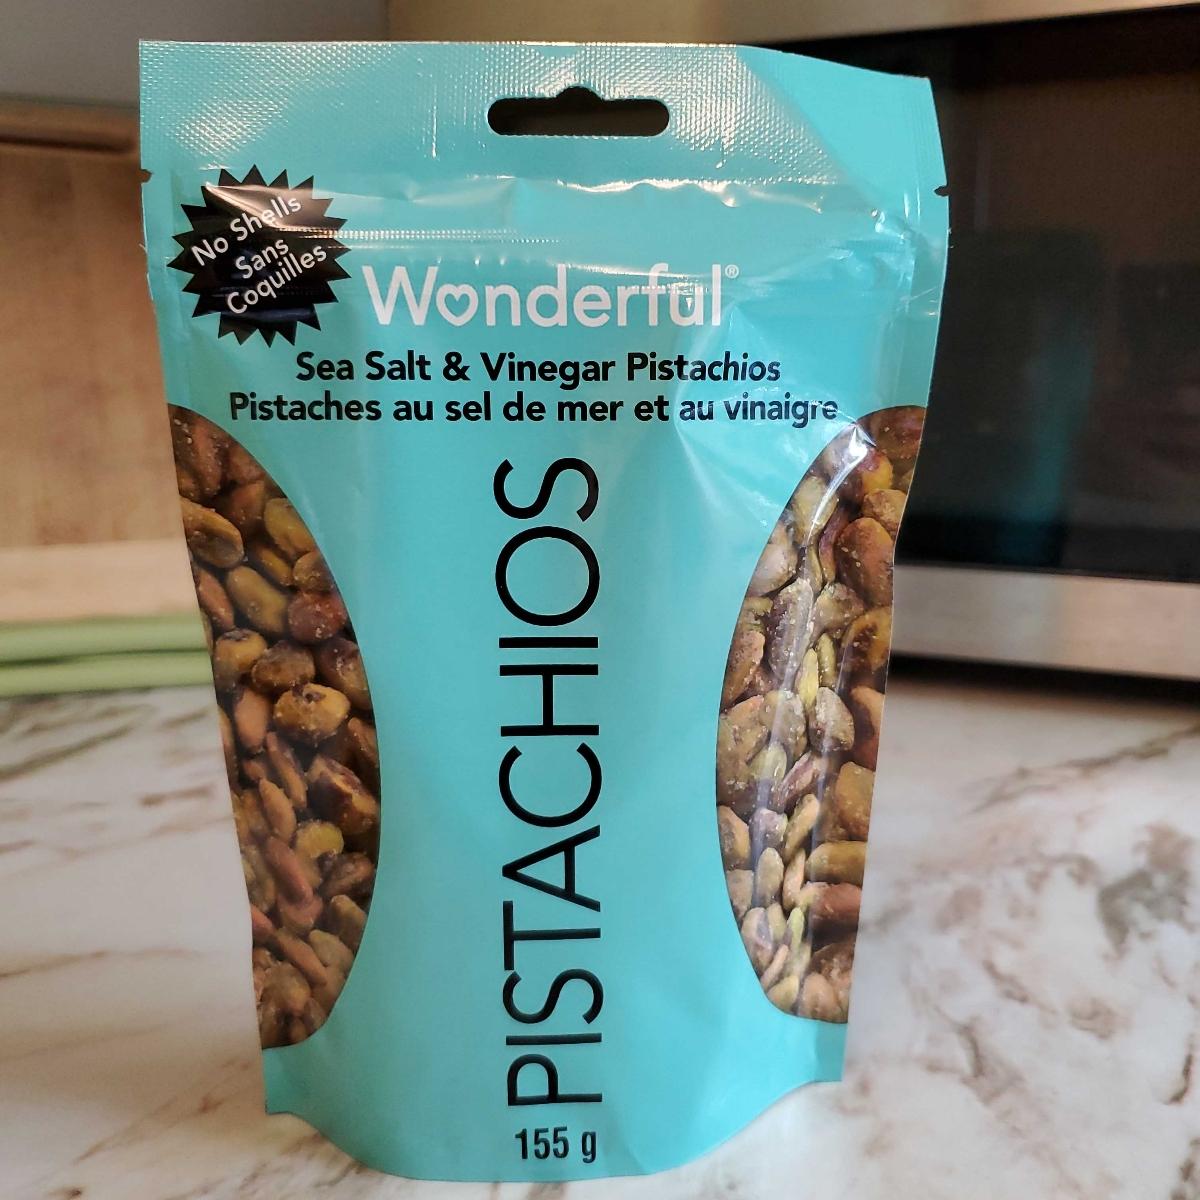 No Shells
Sans
Coquilles
Wonderful®
Sea Salt & Vinegar Pistachios
Pistaches au sel de mer et au vinaigre
PISTACHIOS
155 g